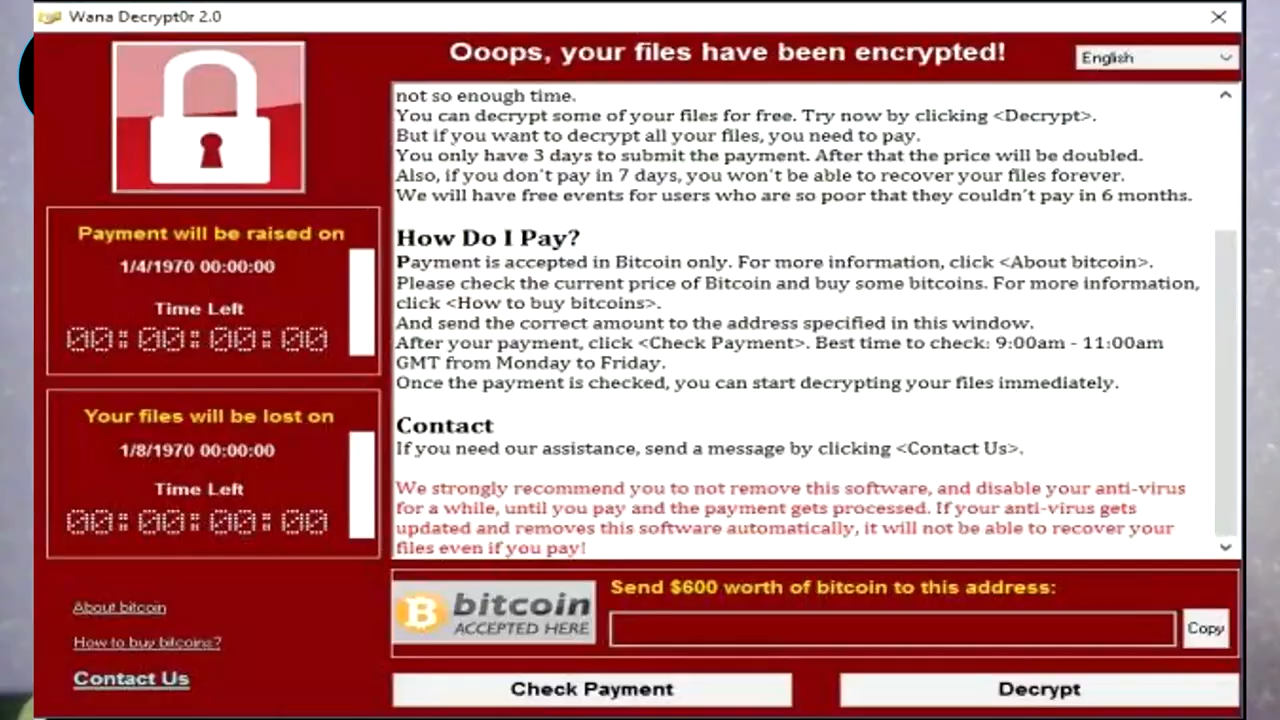 Wana Decrypt0r 2.0
Ooops, your files have been encrypted!
English
not so enough time.
You can decrypt some of your files for free. Try now by clicking <Decrypt>.
But if you want to decrypt all your files, you need to pay.
You only have 3 days to submit the payment. After that the price will be doubled.
Also, if you don't pay in 7 days, you won't be able to recover your files forever.
We will have free events for users who are so poor that they couldn't pay in 6 months.
How Do I Pay?
Payment is accepted in Bitcoin only. For more information, click <About bitcoin>.
Please check the current price of Bitcoin and buy some bitcoins. For more information,
click <How to buy bitcoins>.
And send the correct amount to the address specified in this window.
After your payment, click <Check Payment>. Best time to check: 9:00am - 11:00am
GMT from Monday to Friday.
Once the payment is checked, you can start decrypting your files immediately.
Contact
If you need our assistance, send a message by clicking <Contact Us>.
We strongly recommend you to not remove this software, and disable your anti-virus
for a while, until you pay and the payment gets processed. If your anti-virus gets
updated and removes this software automatically, it will not be able to recover your
files even if you pay!
Payment will be raised on
1/4/1970 00:00:00
Time Left
00:00:00:00
Your files will be lost on
1/8/1970 00:00:00
Time Left
00:00:00:00
About bitcoin
How to buy bitcoins?
Contact Us
bitcoin
ACCEPTED HERE
Send $600 worth of bitcoin to this address:
Copy
Check Payment
Decrypt